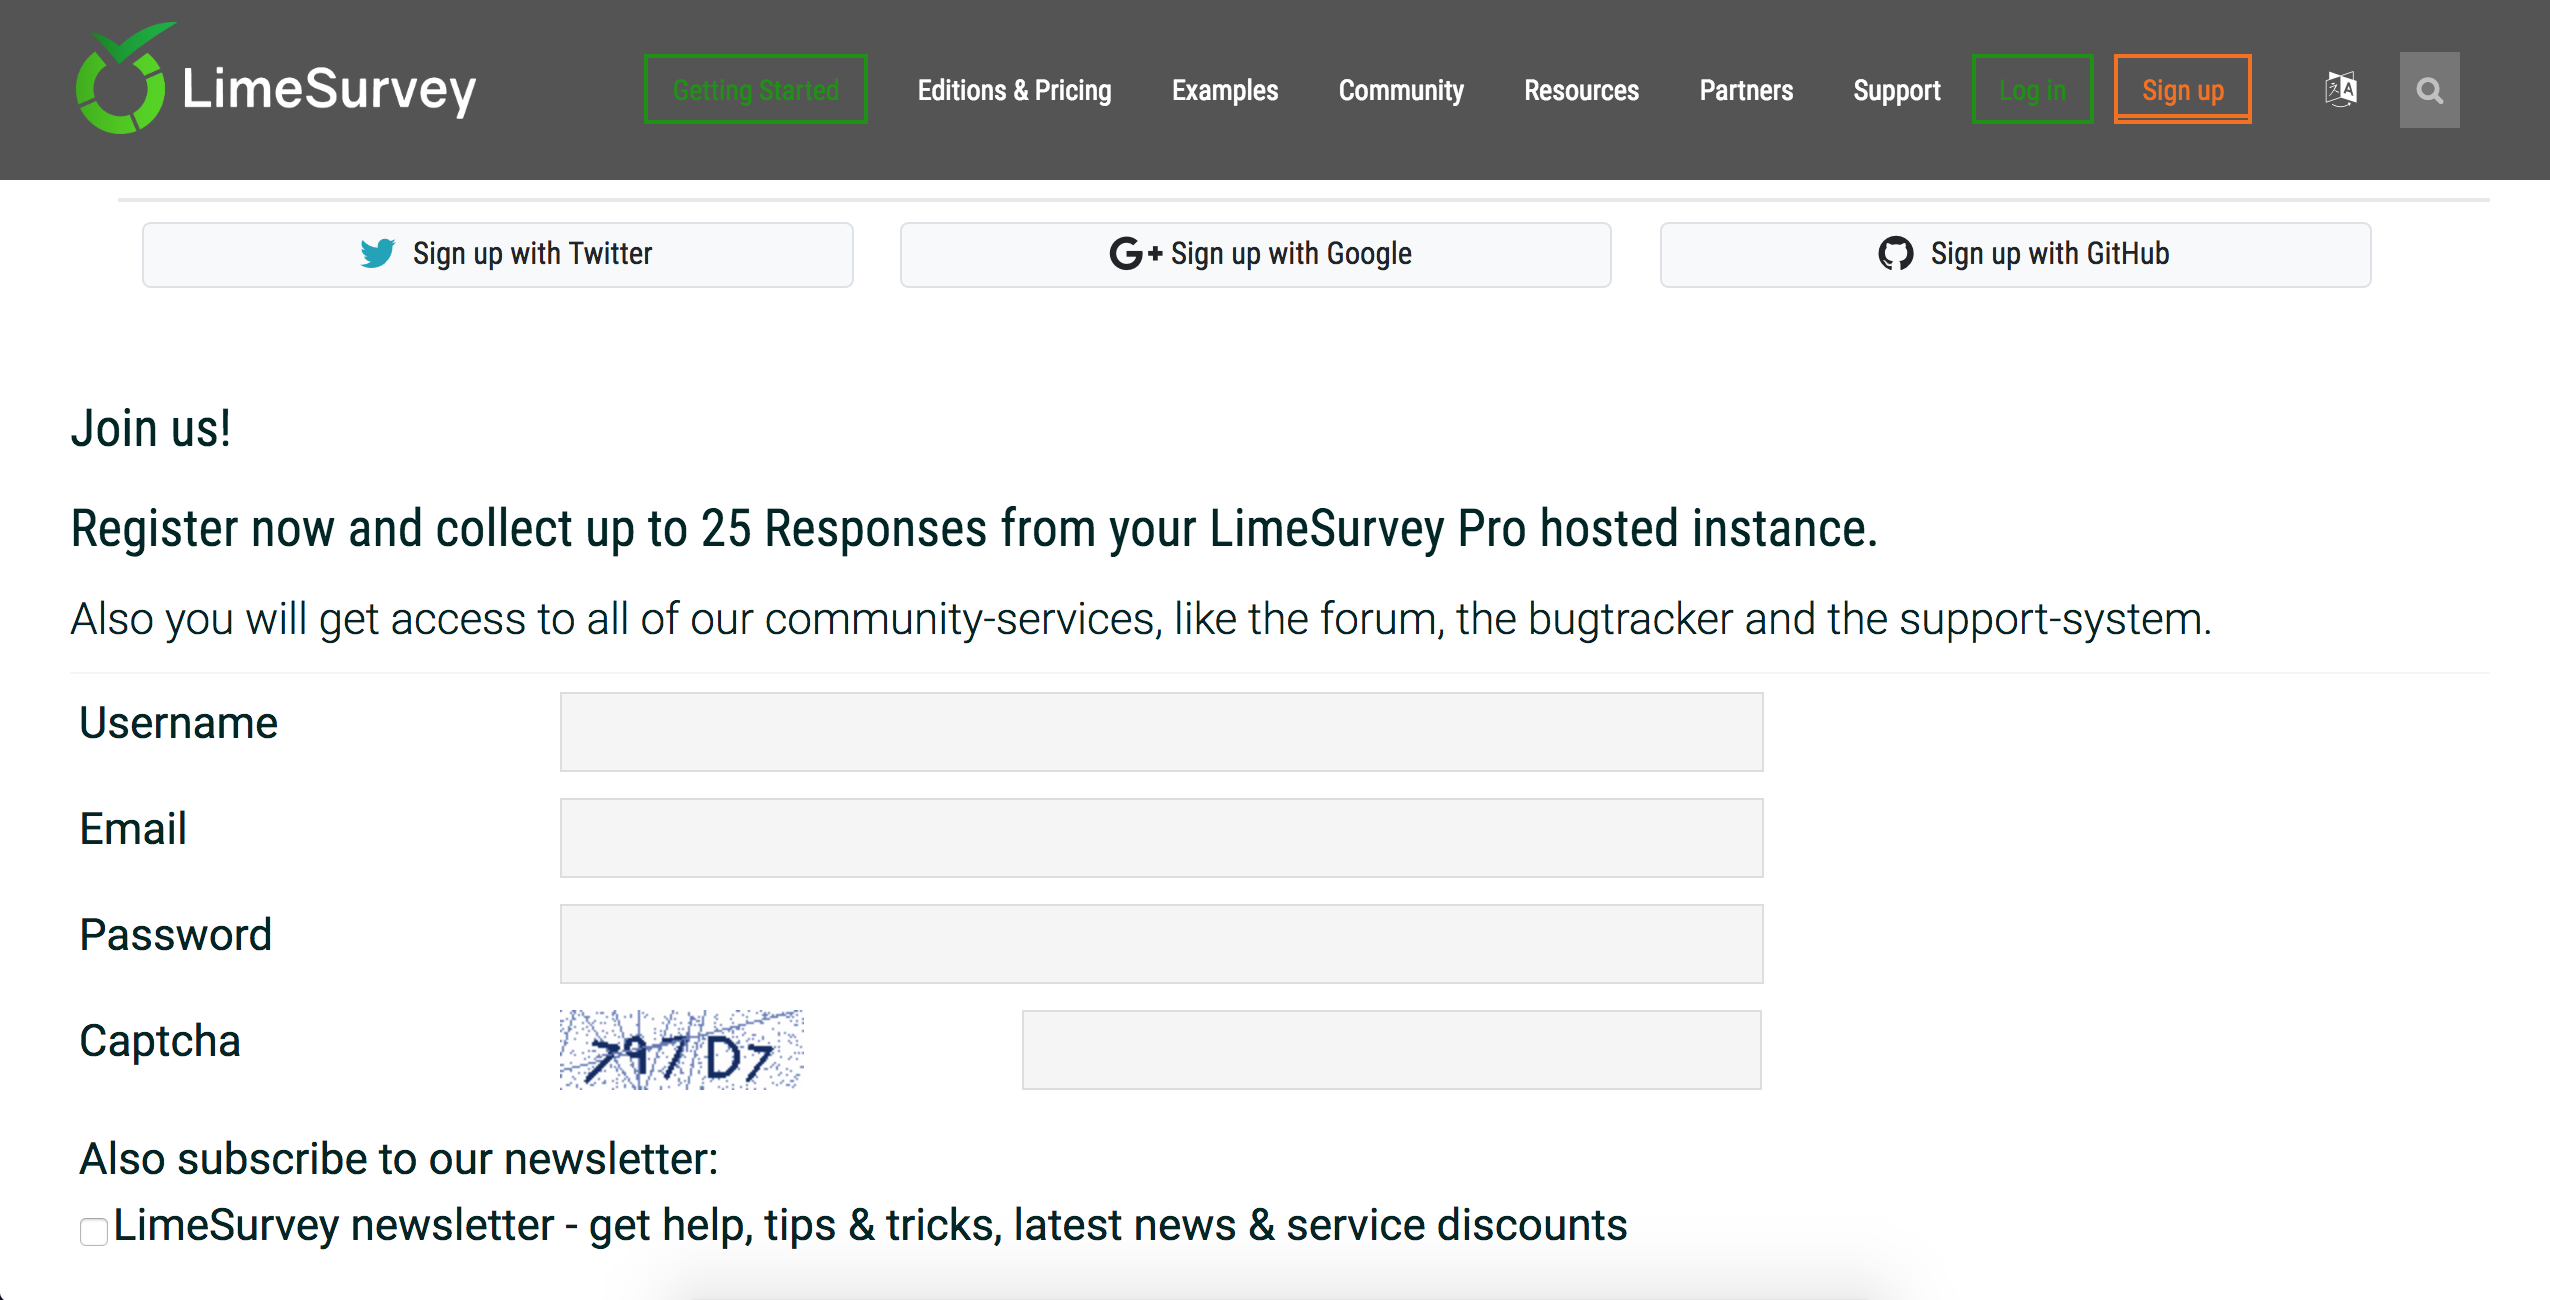 LimeSurvey
Getting Started Editions & Pricing Examples Community Resources Partners Support Log in Sign up
Sign up with Twitter G+ Sign up with Google Sign up with GitHub
Join us!
Register now and collect up to 25 Responses from your LimeSurvey Pro hosted instance.
Also you will get access to all of our community-services, like the forum, the bugtracker and the support-system.
Username
Email
Password
Captcha 797D7
Also subscribe to our newsletter:
LimeSurvey newsletter - get help, tips & tricks, latest news & service discounts